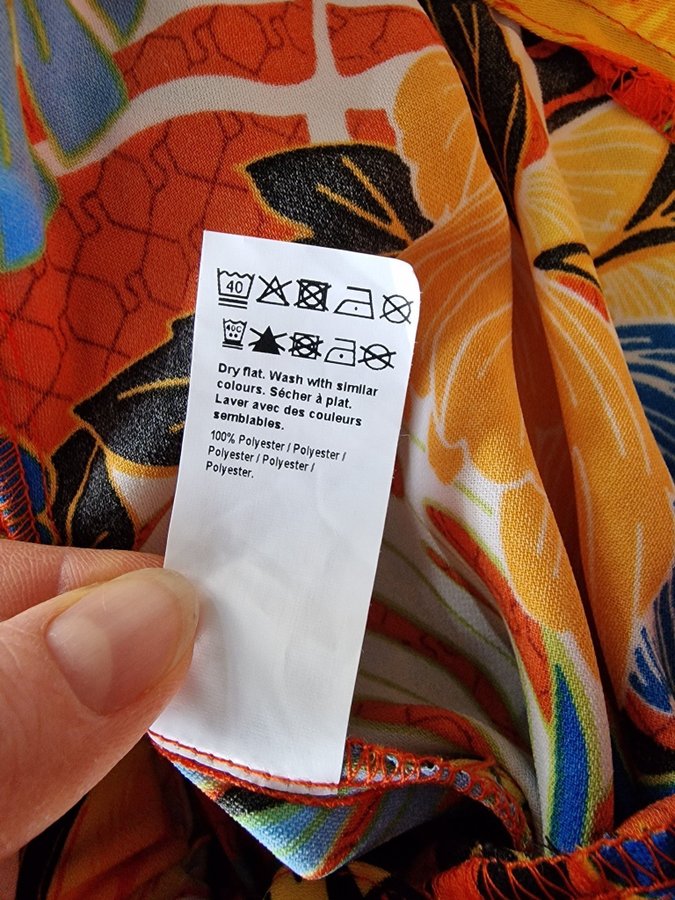 40
40C
Dry flat. Wash with similar
colours. Sécher à plat.
Laver avec des couleurs
semblables.
100% Polyester / Polyester /
Polyester / Polyester /
Polyester.